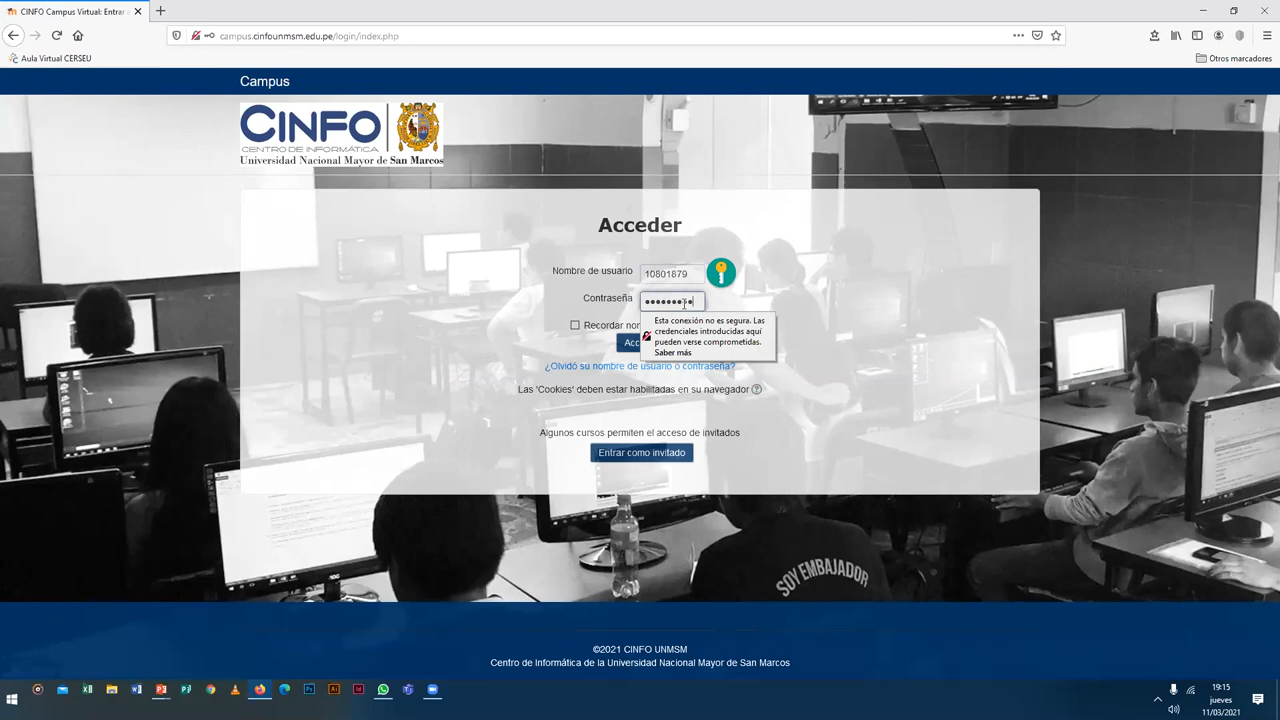 CINFO Campus Virtual: Entrar a
campus.cinfounmsm.edu.pe/login/index.php
Aula Virtual CERSEU
Otros marcadores
Campus
CINFO
CENTRO DE INFORMÁTICA
Universidad Nacional Mayor de San Marcos
Acceder
Nombre de usuario
10801879
Contraseña
Recordar nor
Esta conexión no es segura. Las
credenciales introducidas aquí
pueden verse comprometidas.
Saber más
Acc
¿Olvidó su nombre de usuario o contraseña?
Las 'Cookies' deben estar habilitadas en su navegador
Algunos cursos permiten el acceso de invitados
Entrar como invitado
SOY EMBAJADOR
©2021 CINFO UNMSM
Centro de Informática de la Universidad Nacional Mayor de San Marcos
19:15
jueves
11/03/2021